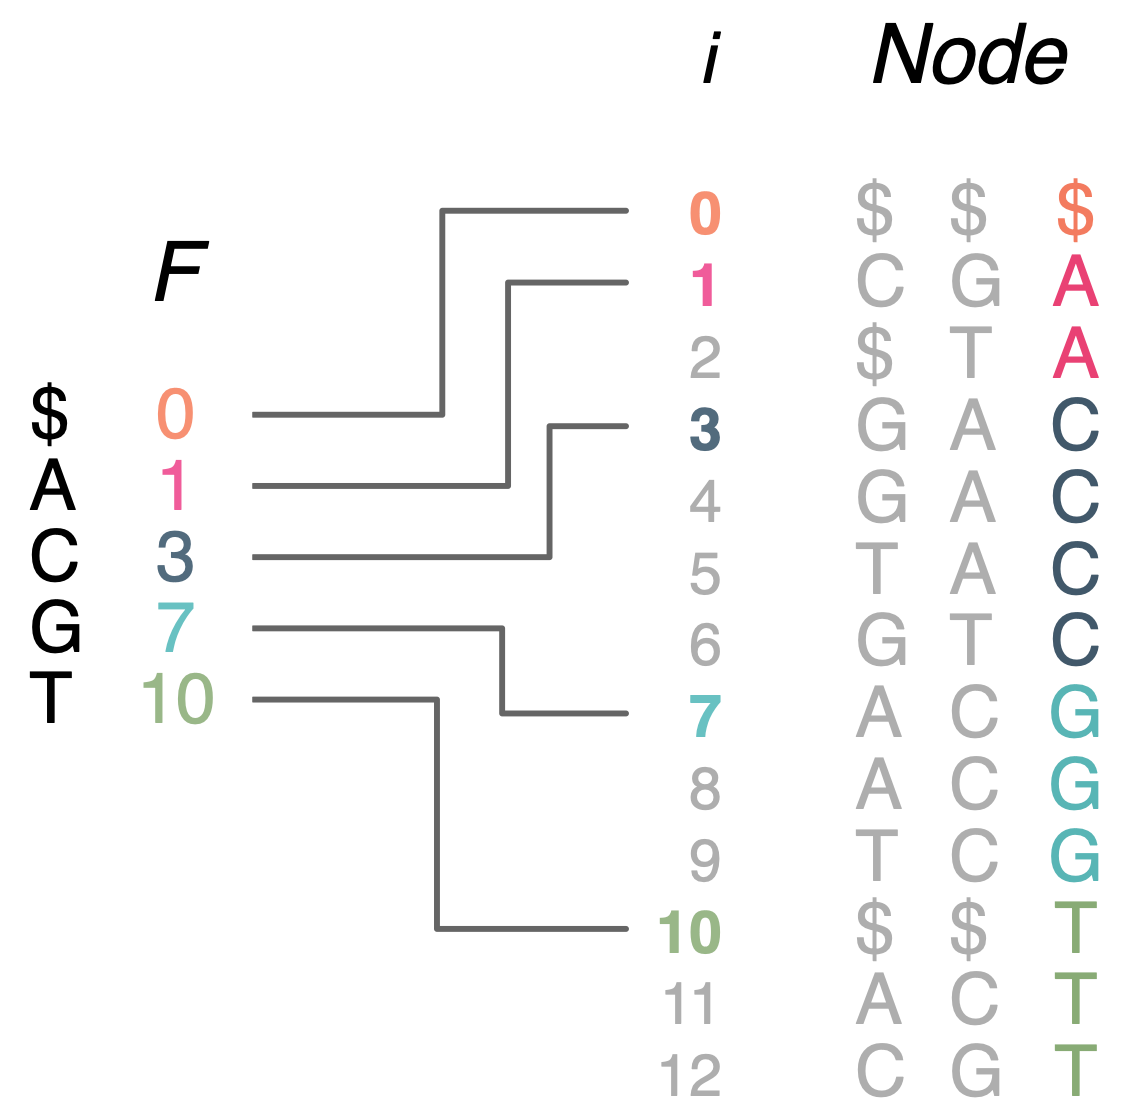 i Node
F
$ 0
A 1
C 3
G 7
T 10
0 $ $ $
1 C G A
2 $ T A
3 G A C
4 G A C
5 T A C
6 G T C
7 A C G
8 A C G
9 T C G
10 $ $ T
11 A C T
12 C G T